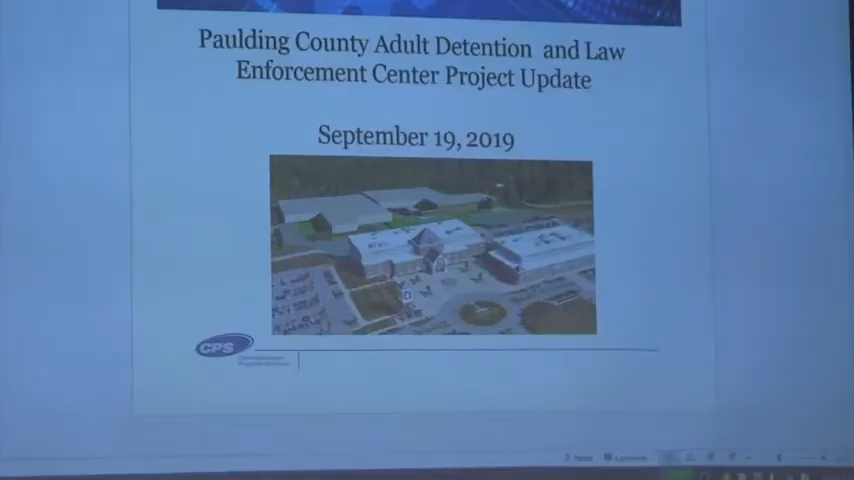 Paulding County Adult Detention and Law
Enforcement Center Project Update
September 19, 2019
CPS